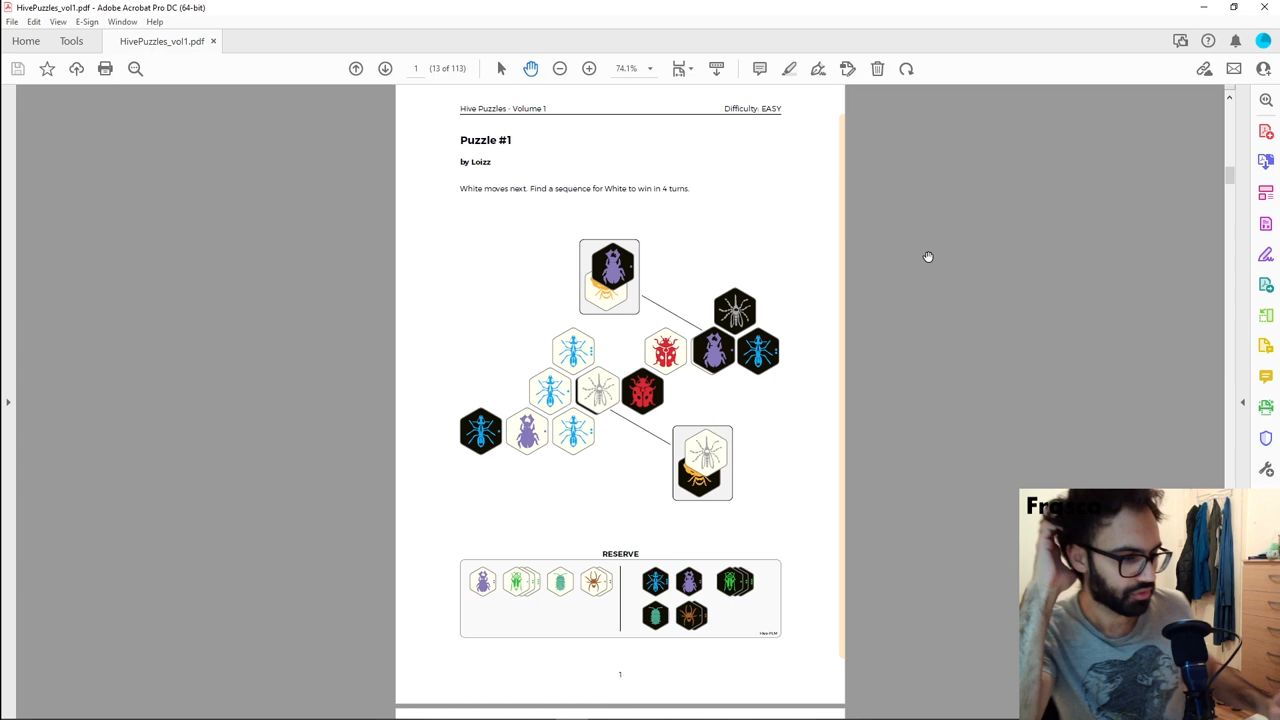 HivePuzzles_vol1.pdf - Adobe Acrobat Pro DC (64-bit)
File Edit View E-Sign Window Help
Home Tools HivePuzzles_vol1.pdf ×
1 (13 of 113) 74.1%
Hive Puzzles - Volume 1 Difficulty: EASY
Puzzle #1
by Loizz
White moves next. Find a sequence for White to win in 4 turns.
RESERVE
1